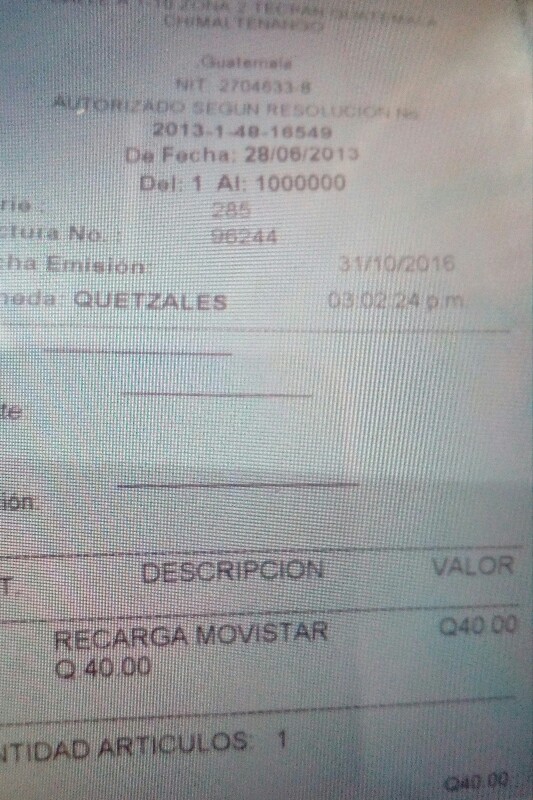 A 1-10 ZONA 2 TECPAN GUATEMALA
CHIMALTENANGO
,Guatemala
NIT 2704633-8
AUTORIZADO SEGUN RESOLUCION No.
2013-1-48-16549
De Fecha: 28/06/2013
Del: 1 Al: 1000000
rie : 285
ctura No. : 96244
ha Emisión: 31/10/2016
neda: QUETZALES 03:02:24 p.m.
te:
ión:
T. DESCRIPCION VALOR
RECARGA MOVISTAR Q40.00
Q 40.00
NTIDAD ARTICULOS: 1
Q40.00